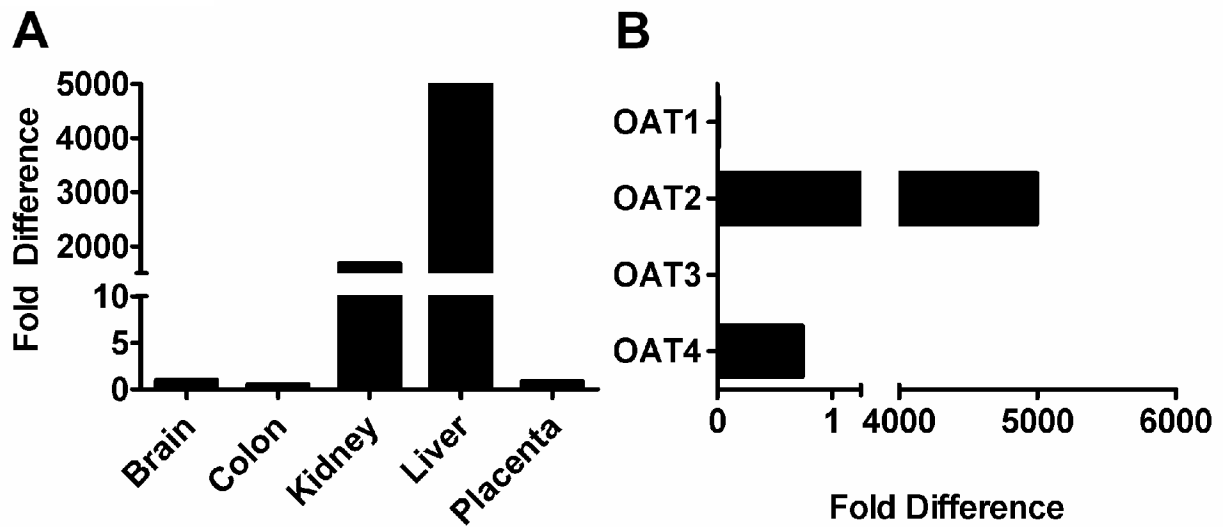 A
Fold Difference
5000
4000
3000
2000
10
5
0
Brain
Colon
Kidney
Liver
Placenta
B
OAT1
OAT2
OAT3
OAT4
0 1 4000 5000 6000
Fold Difference